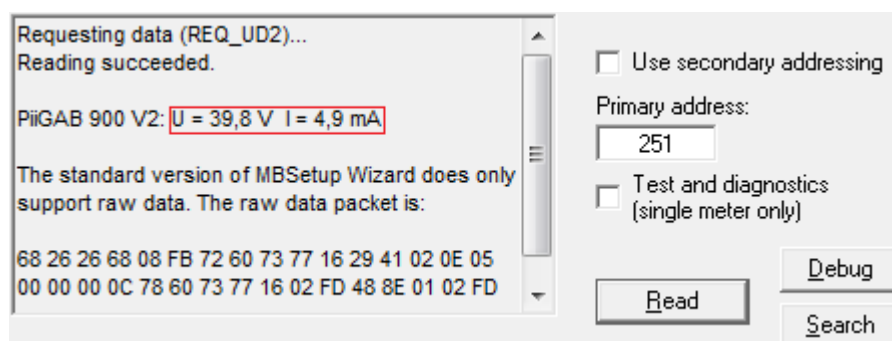 Requesting data (REQ_UD2)...
Reading succeeded.
PiiGAB 900 V2: U = 39,8 V I = 4,9 mA
The standard version of MBSetup Wizard does only
support raw data. The raw data packet is:
68 26 26 68 08 FB 72 60 73 77 16 29 41 02 0E 05
00 00 00 0C 78 60 73 77 16 02 FD 48 8E 01 02 FD
Use secondary addressing
Primary address:
251
Test and diagnostics
(single meter only)
Debug
Read
Search